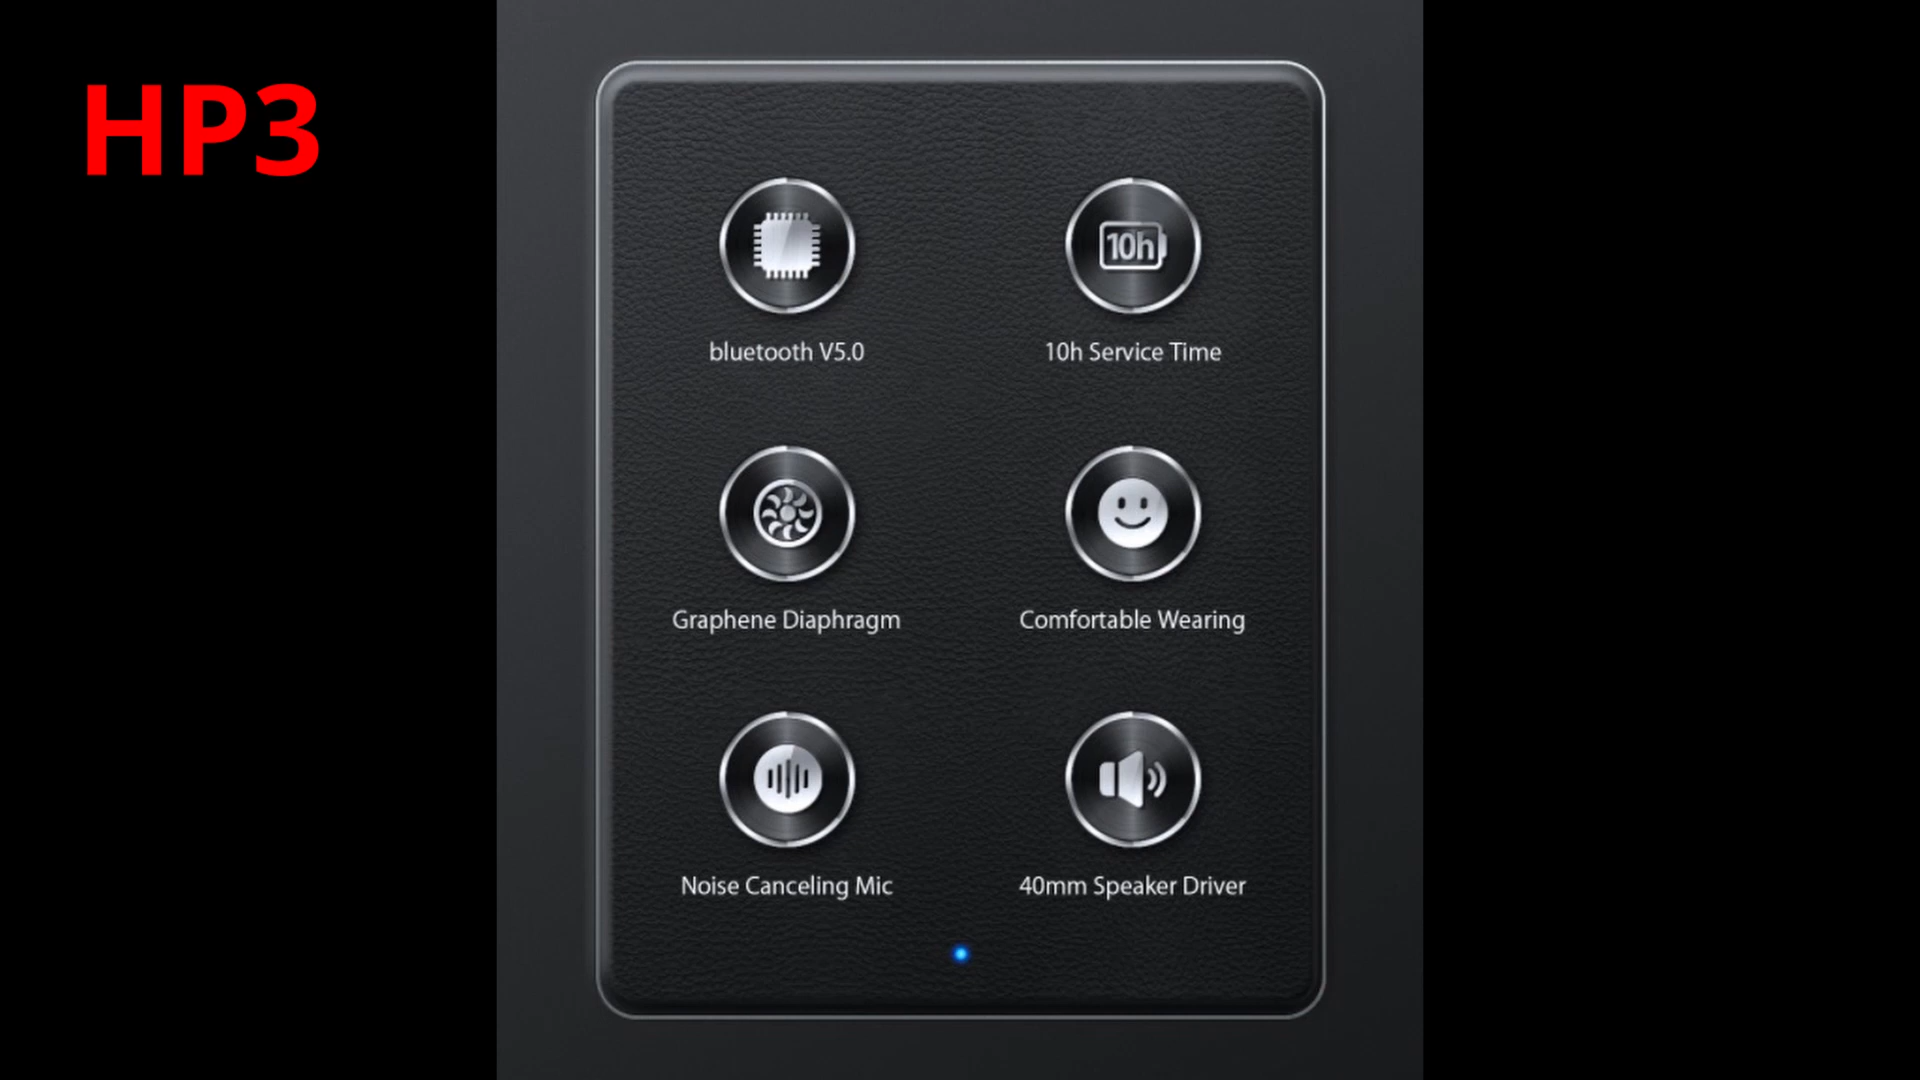 HP3
10h
bluetooth V5.0
10h Service Time
Graphene Diaphragm
Comfortable Wearing
Noise Canceling Mic
40mm Speaker Driver